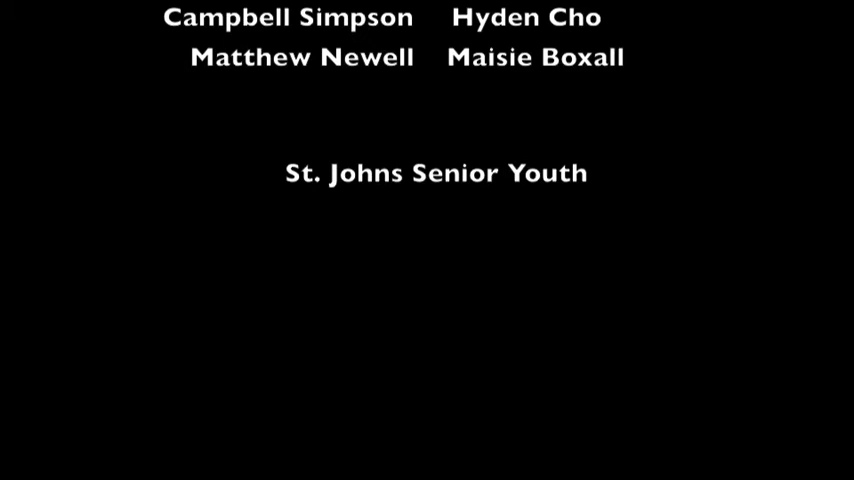 Campbell Simpson Hyden Cho
Matthew Newell Maisie Boxall
St. Johns Senior Youth